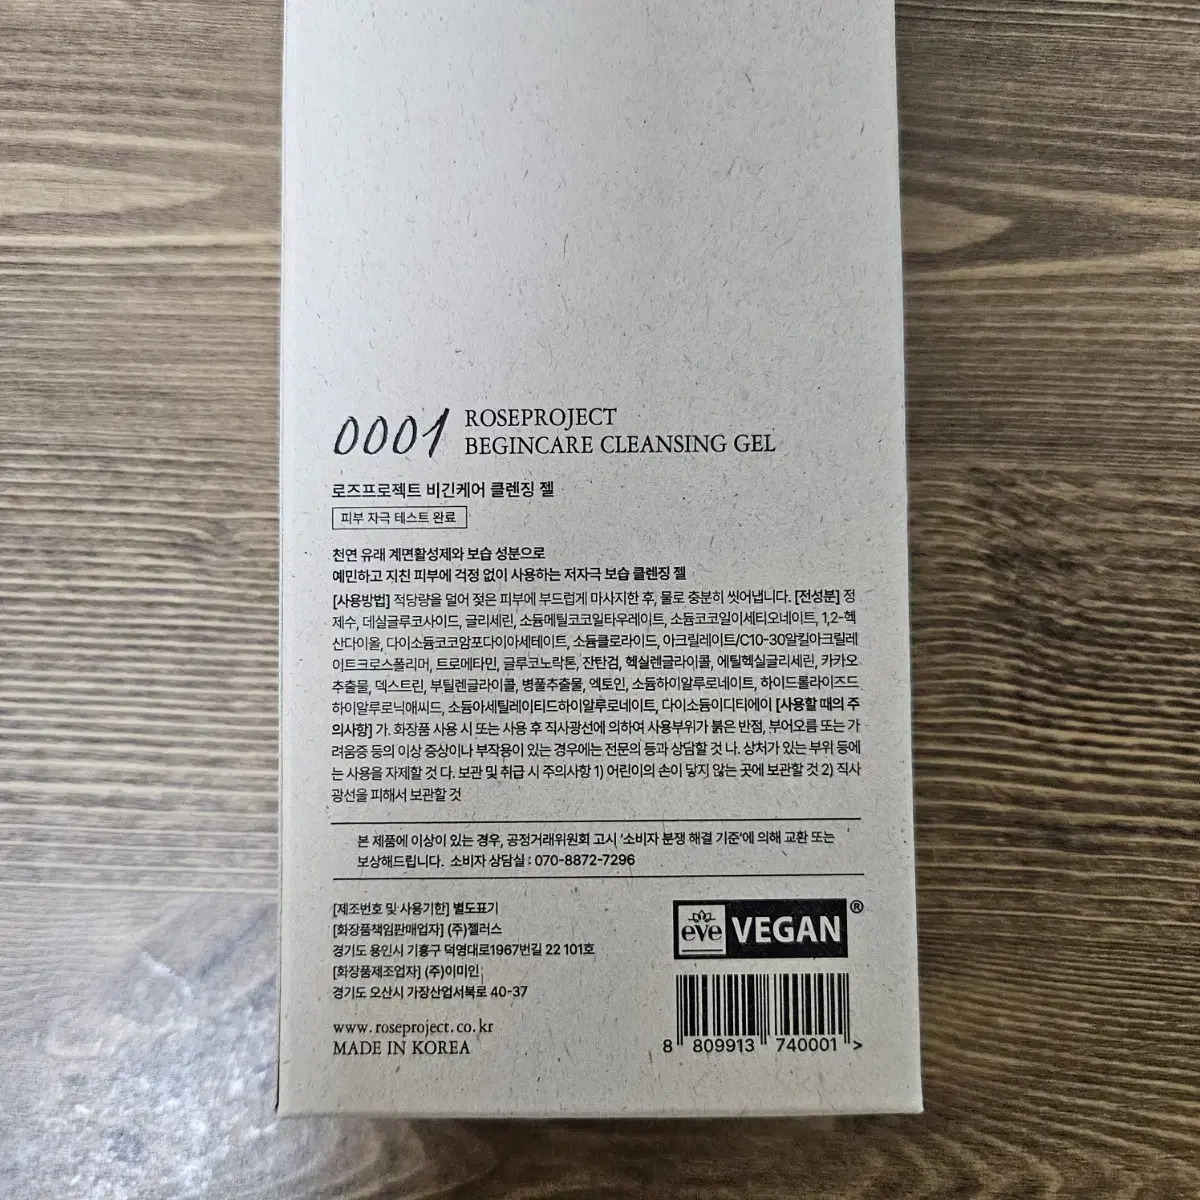 0001 ROSEPROJECT
BEGINCARE CLEANSING GEL
로즈프로젝트 비긴케어 클렌징 젤
피부 자극 테스트 완료
천연 유래 계면활성제와 보습 성분으로
예민하고 지친 피부에 걱정 없이 사용하는 저자극 보습 클렌징 젤
[사용방법] 적당량을 덜어 젖은 피부에 부드럽게 마사지한 후, 물로 충분히 씻어냅니다. [전성분] 정
제수, 데실글루코사이드, 글리세린, 소듐메틸코코일타우레이트, 소듐코코일이세티오네이트, 1,2-헥
산다이올, 다이소듐코코암포다이아세테이트, 소듐클로라이드, 아크릴레이트/C10-30알킬아크릴레
이트크로스폴리머, 트로메타민, 글루코노락톤, 잔탄검, 헥실렌글라이콜, 에틸헥실글리세린, 카카오
추출물, 덱스트린, 부틸렌글라이콜, 병풀추출물, 엑토인, 소듐하이알루로네이트, 하이드롤라이즈드
하이알루로닉애씨드, 소듐아세틸레이티드하이알루로네이트, 다이소듐이디티에이 [사용할 때의 주
의사항] 가. 화장품 사용 시 또는 사용 후 직사광선에 의하여 사용부위가 붉은 반점, 부어오름 또는 가
려움증 등의 이상 증상이나 부작용이 있는 경우에는 전문의 등과 상담할 것 나. 상처가 있는 부위 등에
는 사용을 자제할 것 다. 보관 및 취급 시 주의사항 1) 어린이의 손이 닿지 않는 곳에 보관할 것 2) 직사
광선을 피해서 보관할 것
본 제품에 이상이 있는 경우, 공정거래위원회 고시 '소비자 분쟁 해결 기준'에 의해 교환 또는
보상해드립니다. 소비자 상담실 : 070-8872-7296
[제조번호 및 사용기한] 별도표기
[화장품책임판매업자] (주)젤러스
경기도 용인시 기흥구 덕영대로1967번길 22 101호
[화장품제조업자] (주)이미인
경기도 오산시 가장산업서북로 40-37
www.roseproject.co.kr
MADE IN KOREA
eve VEGAN®
8 809913 740001 >